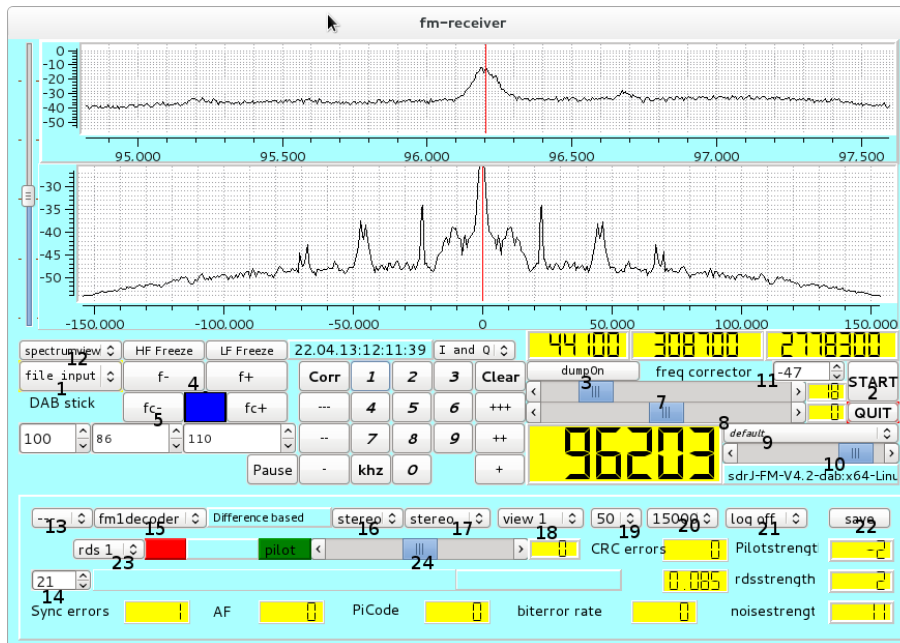 fm-receiver
0
-10
-20
-30
-40
-50
95.000 95.500 96.000 96.500 97.000 97.500
-30
-35
-40
-45
-50
-150.000 -100.000 -50.000 0 50.000 100.000 150.000
spectrumview HF Freeze LF Freeze 22.04.13:12:11:39 I and Q 44100 308700 2778300
12
file input f- 4 f+ Corr 1 2 3 Clear dumpOn freq corrector -47 START
1 3 11 18 2
DAB stick fc- fc+ --- 4 5 6 +++ 7 0 QUIT
5 8
100 86 110 -- 7 8 9 ++ 96203 default
9
10
Pause - khz 0 + sdrJ-FM-V4.2-dab:x64-Linu
--- fm1decoder Difference based stereo stereo view 1 50 15000 log off save
13 15 16 17 18 19 20 21 22
rds 1 pilot 0 CRC errors 0 Pilotstrengt -2
23 24
21 0.085 rdsstrength 2
14
Sync errors 1 AF 0 PiCode 0 biterror rate 0 noisestrengt 11